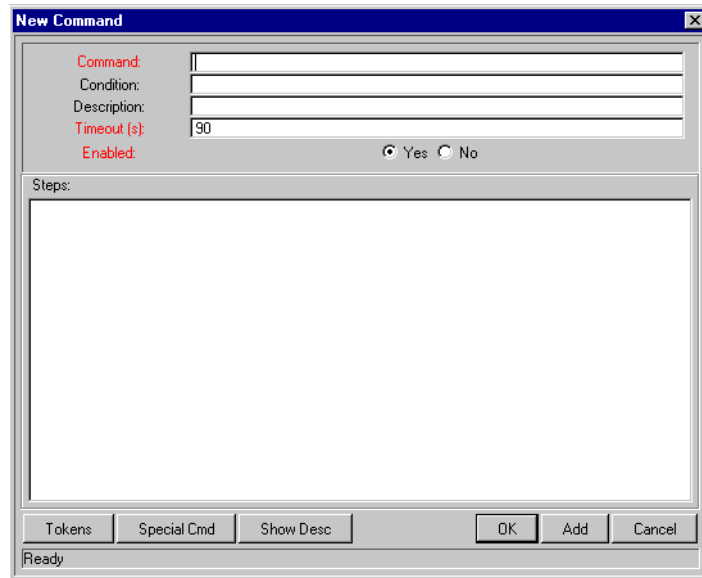 New Command
Command:
Condition:
Description:
Timeout (s): 90
Enabled: Yes No
Steps:
Tokens Special Cmd Show Desc OK Add Cancel
Ready